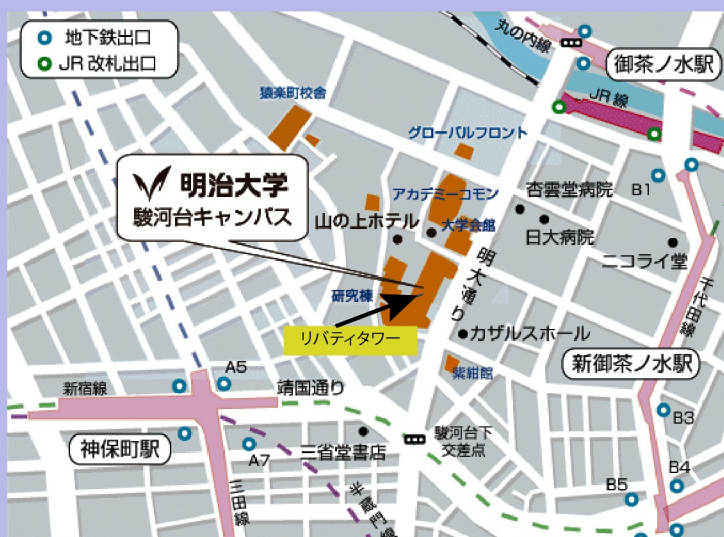 地下鉄出口
JR改札出口
丸の内線
御茶ノ水駅
JR線
猿楽町校舎
グローバルフロント
明治大学
駿河台キャンパス
アカデミーコモン
杏雲堂病院
B1
山の上ホテル
大学会館
日大病院
ニコライ堂
明大通り
千代田線
研究棟
リバティタワー
カザルスホール
新御茶ノ水駅
紫紺館
A5
新宿線
靖国通り
神保町駅
A7
三省堂書店
駿河台下
交差点
B3
B4
B5
三田線
半蔵門線